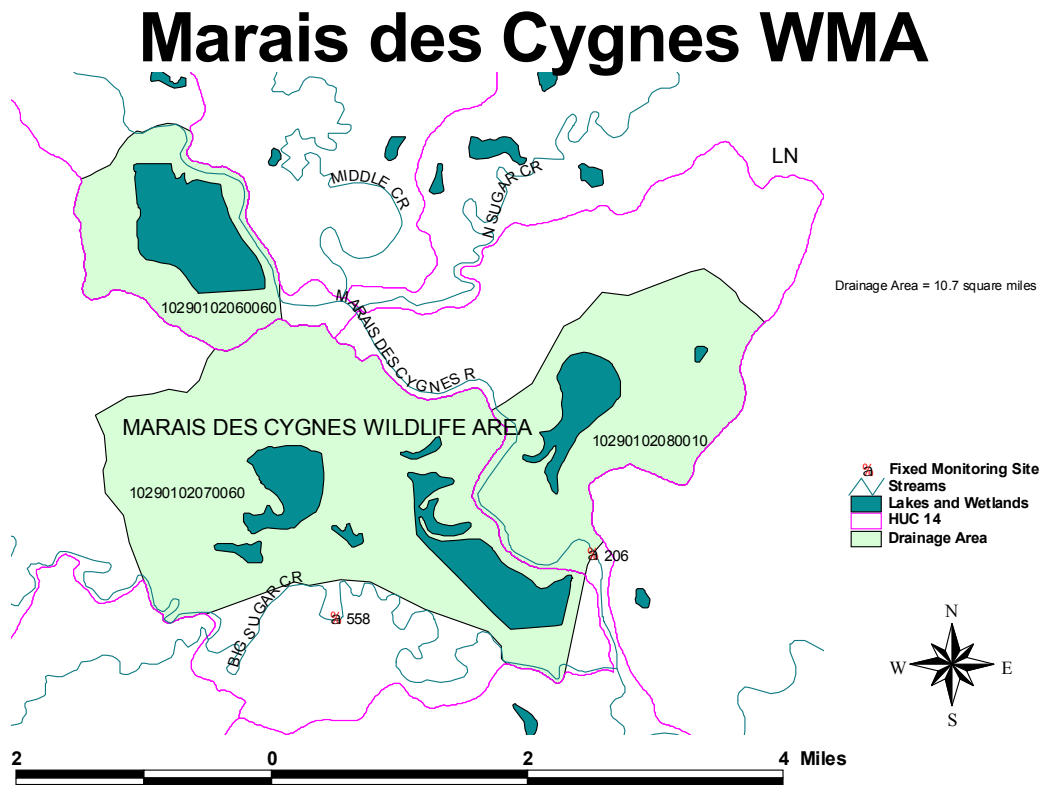 Marais des Cygnes WMA
LN
MIDDLE CR
N SUGAR CR
Drainage Area = 10.7 square miles
10290102060060
MARAIS DES CYGNES R
MARAIS DES CYGNES WILDLIFE AREA
10290102080010
10290102070060
Fixed Monitoring Site
Streams
Lakes and Wetlands
HUC 14
Drainage Area
206
BIG SUGAR CR
558
N
W E
S
2 0 2 4 Miles